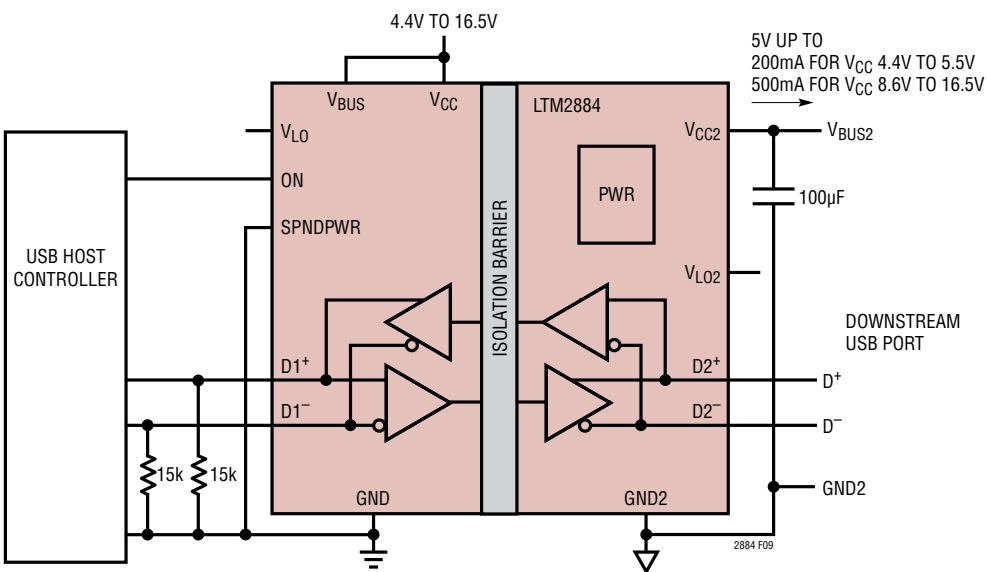 4.4V TO 16.5V
5V UP TO
200mA FOR VCC 4.4V TO 5.5V
500mA FOR VCC 8.6V TO 16.5V
VBUS
VCC
LTM2884
VLO
VCC2
VBUS2
ON
PWR
100µF
SPNDPWR
ISOLATION BARRIER
USB HOST
CONTROLLER
VLO2
DOWNSTREAM
USB PORT
D1+
D2+
D+
D1−
D2−
D−
15k
15k
GND
GND2
GND2
2884 F09